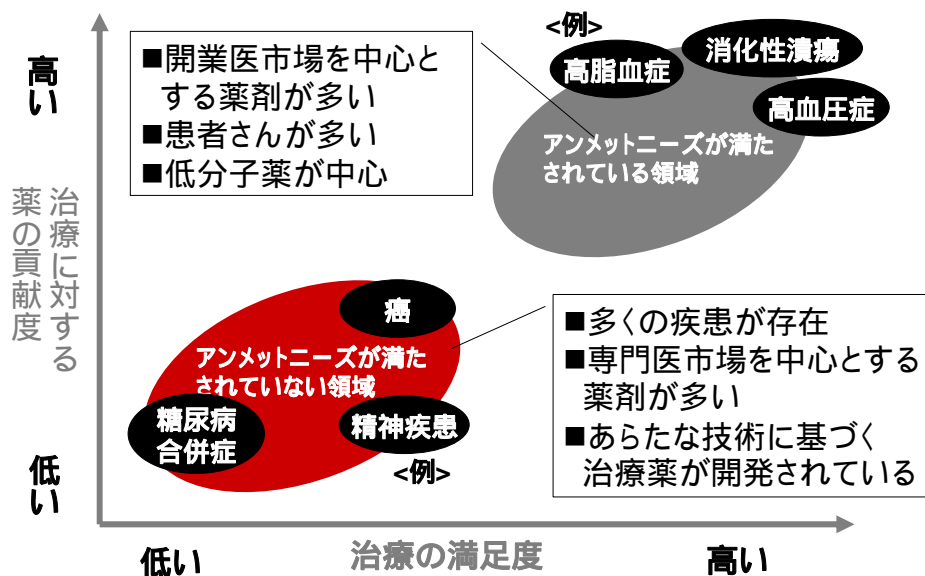 高い
治療に対する
薬の貢献度
低い
■開業医市場を中心と
する薬剤が多い
■患者さんが多い
■低分子薬が中心
<例>
高脂血症
消化性潰瘍
高血圧症
アンメットニーズが満た
されている領域
癌
アンメットニーズが満た
されていない領域
糖尿病
合併症
精神疾患
<例>
■多くの疾患が存在
■専門医市場を中心とする
薬剤が多い
■あらたな技術に基づく
治療薬が開発されている
低い
治療の満足度
高い